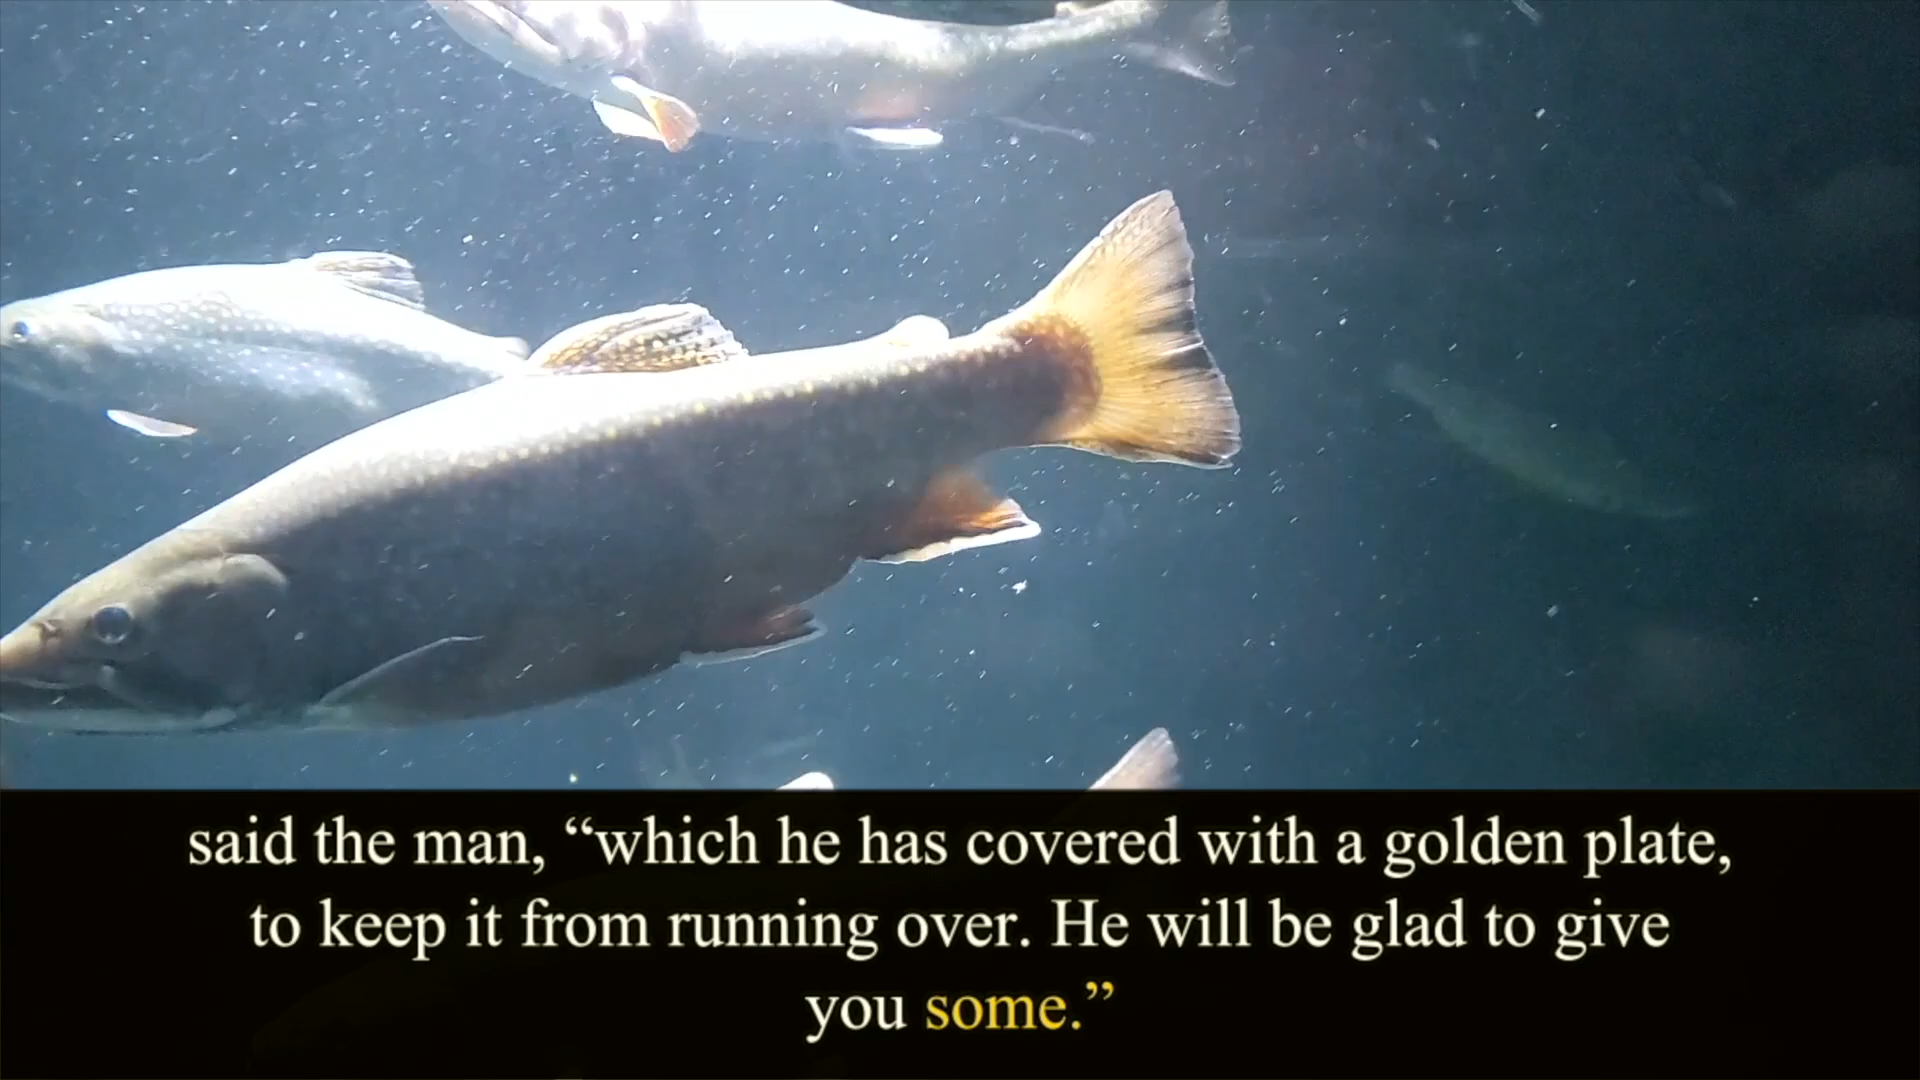 said the man, “which he has covered with a golden plate,
to keep it from running over. He will be glad to give
you some.”